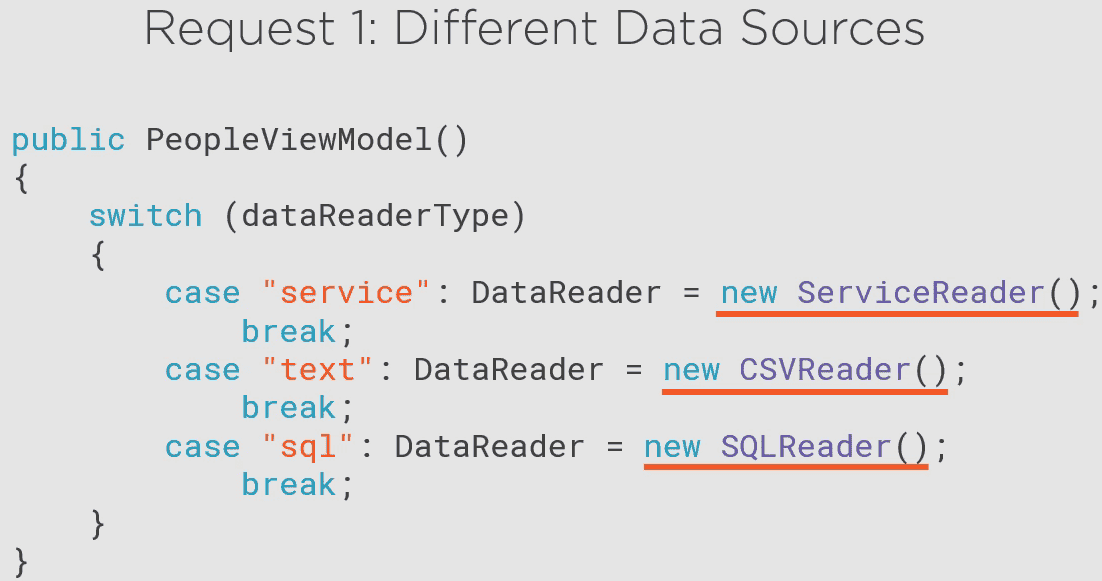 Request 1: Different Data Sources
public PeopleViewModel()
{
    switch (dataReaderType)
    {
        case "service": DataReader = new ServiceReader();
            break;
        case "text": DataReader = new CSVReader();
            break;
        case "sql": DataReader = new SQLReader();
            break;
    }
}